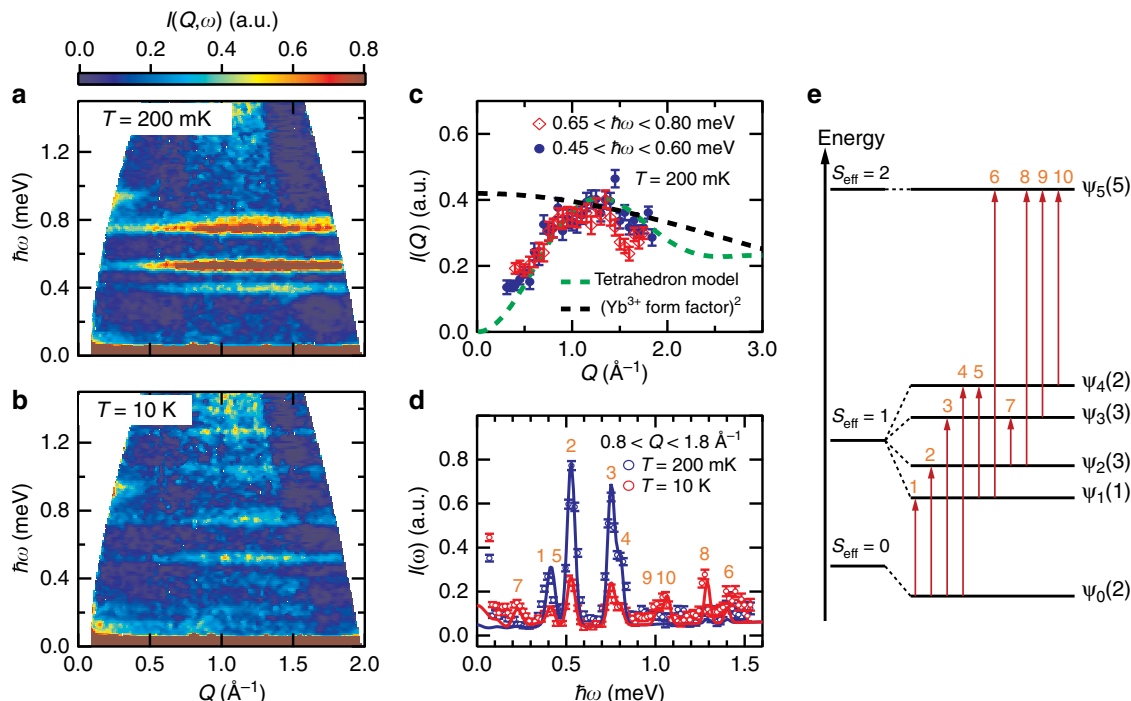 I(Q,ω) (a.u.)
0.0 0.2 0.4 0.6 0.8
a
T = 200 mK
ħω (meV)
1.2
0.8
0.4
0.0
0.0 0.5 1.0 1.5 2.0
b
T = 10 K
ħω (meV)
1.2
0.8
0.4
0.0
0.0 0.5 1.0 1.5 2.0
Q (Å⁻¹)
c
0.65 < ħω < 0.80 meV
0.45 < ħω < 0.60 meV
T = 200 mK
I(Q) (a.u.)
0.6
0.4
0.2
0.0
Tetrahedron model
(Yb³⁺ form factor)²
0.0 1.0 2.0 3.0
Q (Å⁻¹)
d
0.8 < Q < 1.8 Å⁻¹
T = 200 mK
T = 10 K
I(ω) (a.u.)
0.8
0.4
0.0
7 1 5 2 3 4 9 10 8 6
0.0 0.5 1.0 1.5
ħω (meV)
e
Energy
S_eff = 2
6 8 9 10
ψ₅(5)
4 5
ψ₄(2)
S_eff = 1
3 7
ψ₃(3)
2
ψ₂(3)
1
ψ₁(1)
S_eff = 0
ψ₀(2)